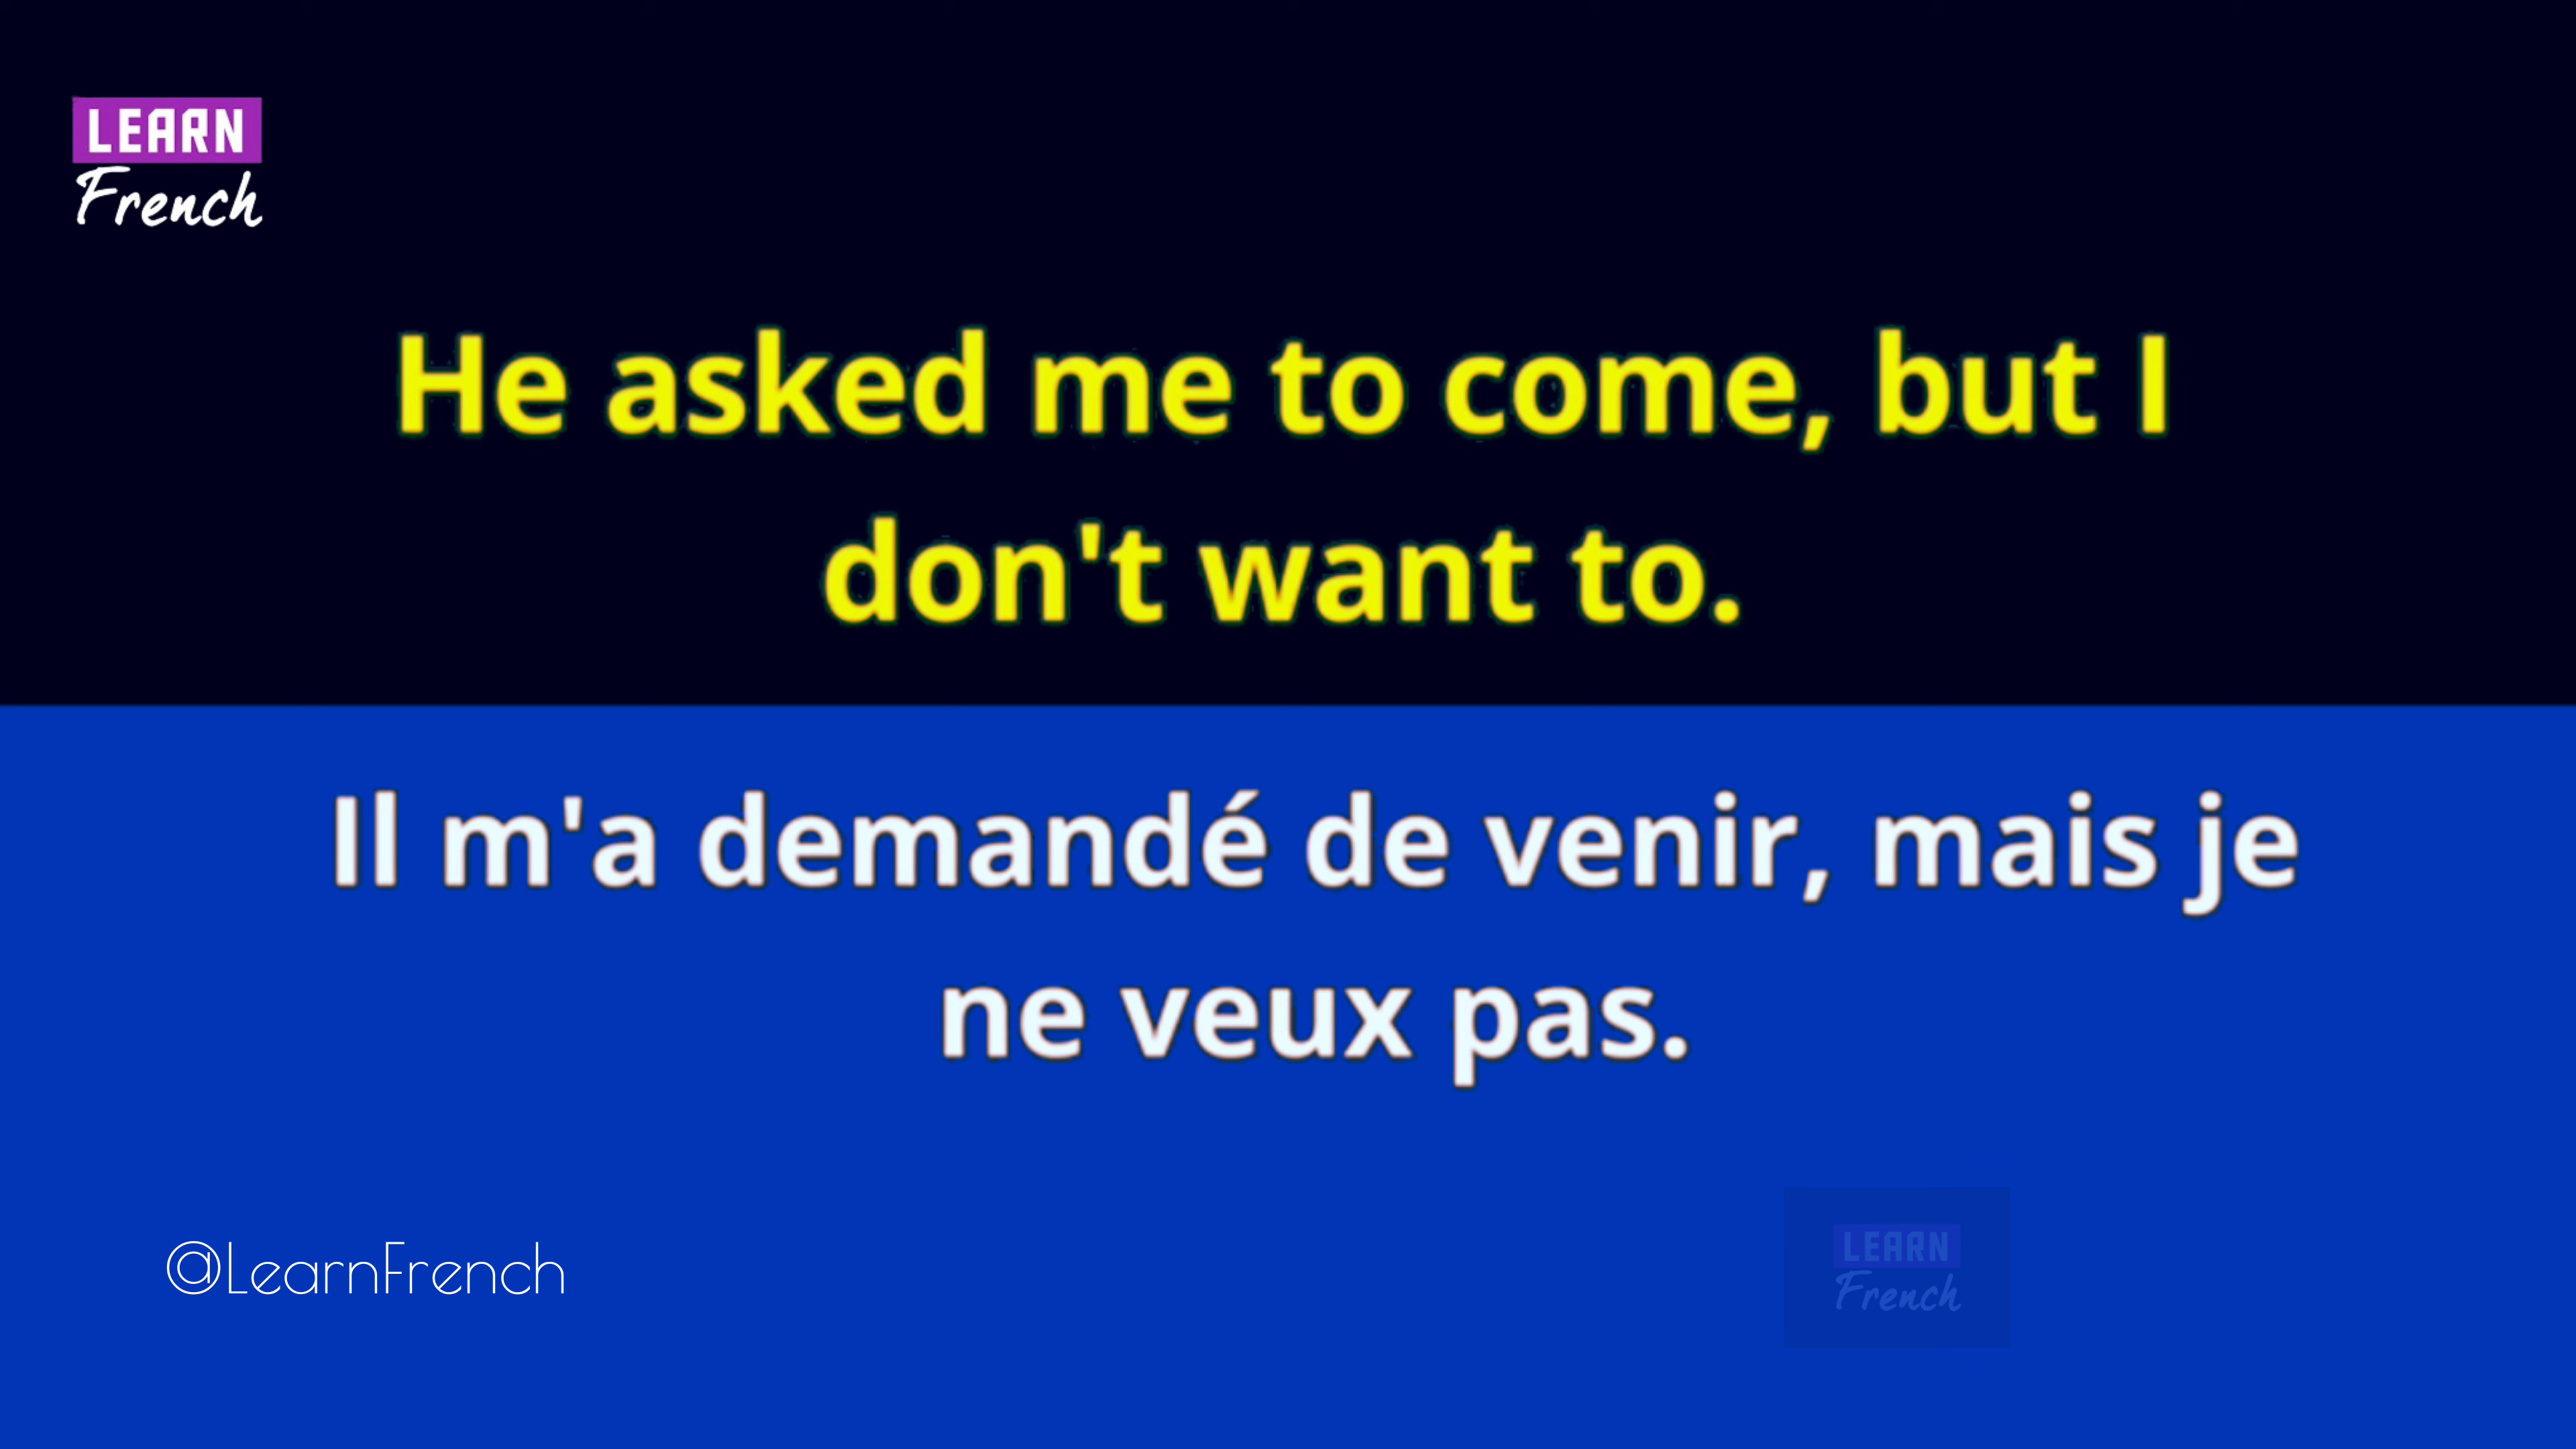 LEARN
French
He asked me to come, but I
don't want to.
Il m'a demandé de venir, mais je
ne veux pas.
@LearnFrench
LEARN
French